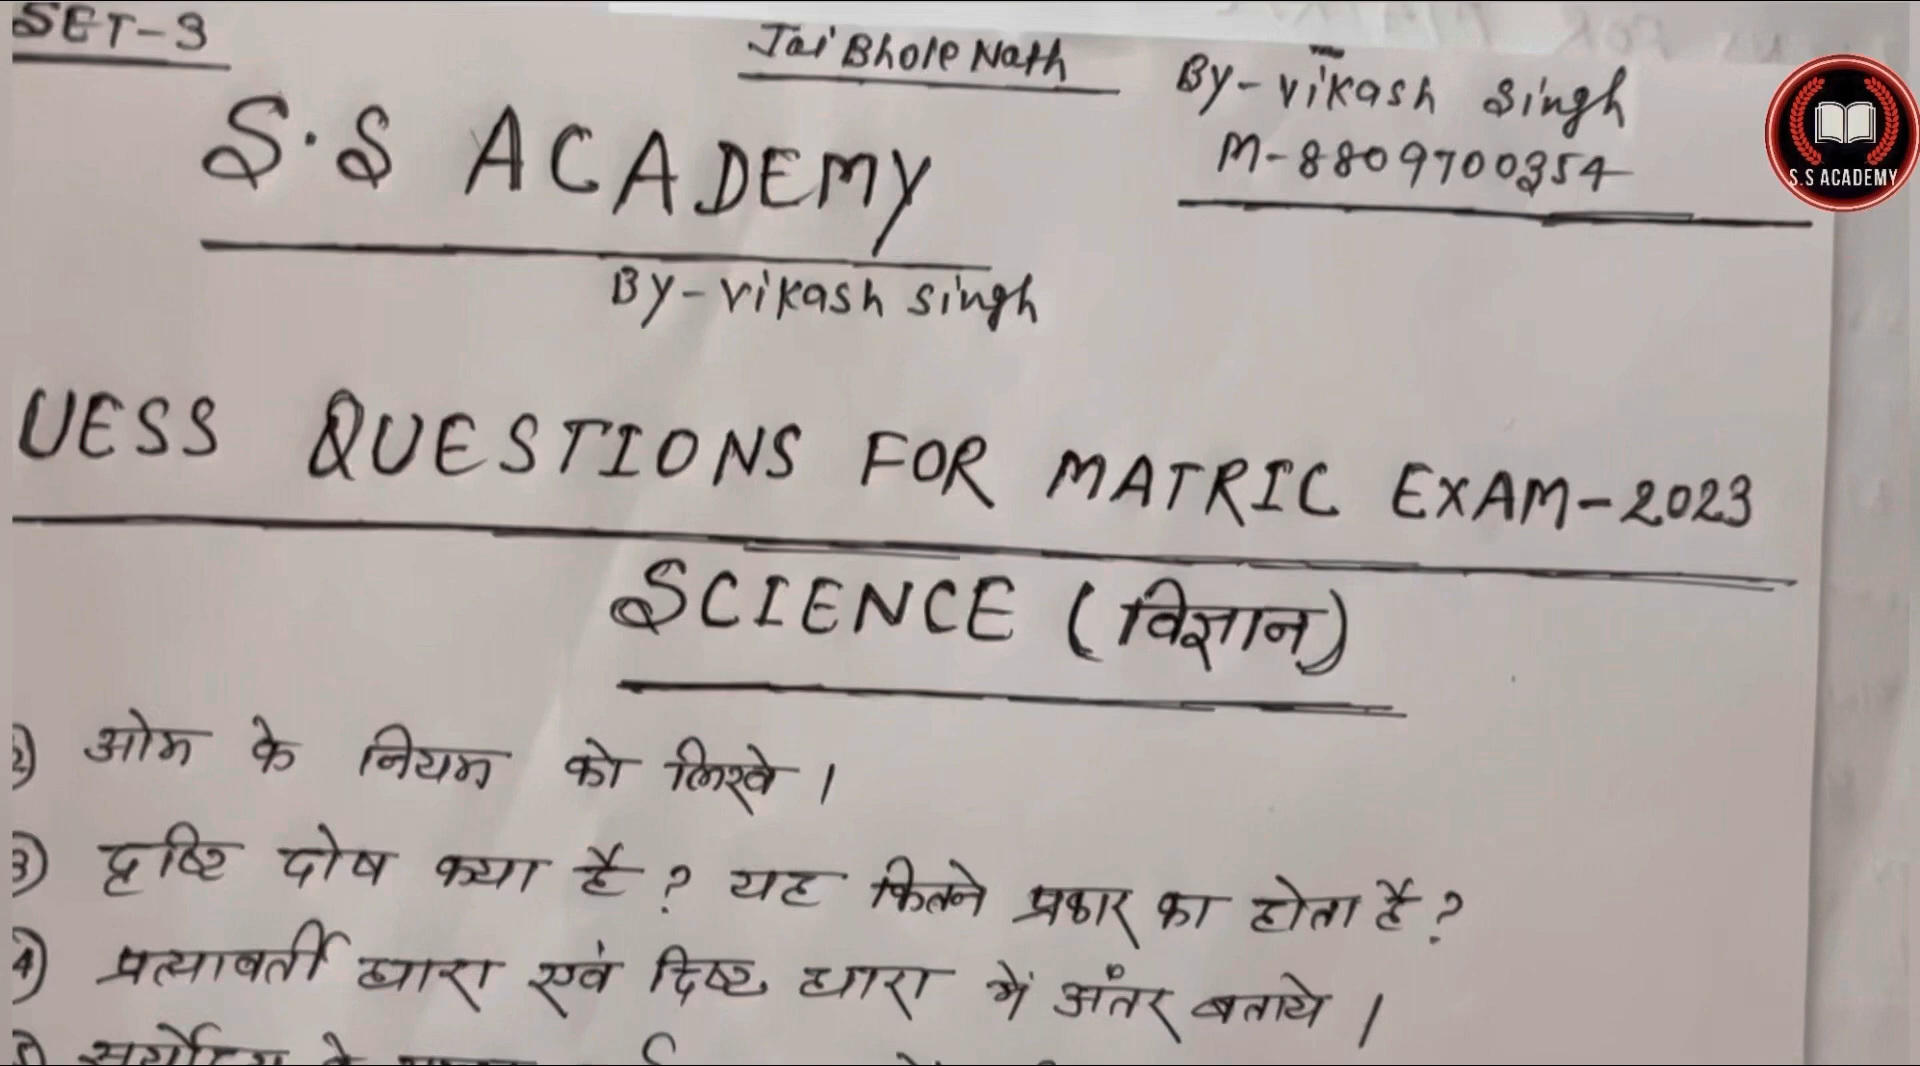 SET-3
Jai Bhole Nath
By-Vikash Singh
M-8809700354
S.S ACADEMY
S.S ACADEMY
By-Vikash Singh
UESS QUESTIONS FOR MATRIC EXAM-2023
SCIENCE (विज्ञान)
2) ओम के नियम को लिखे ।
3) दृष्टि दोष क्या है ? यह कितने प्रकार का होता है ?
4) प्रत्यावर्ती धारा एवं दिष्ट धारा में अंतर बताये ।